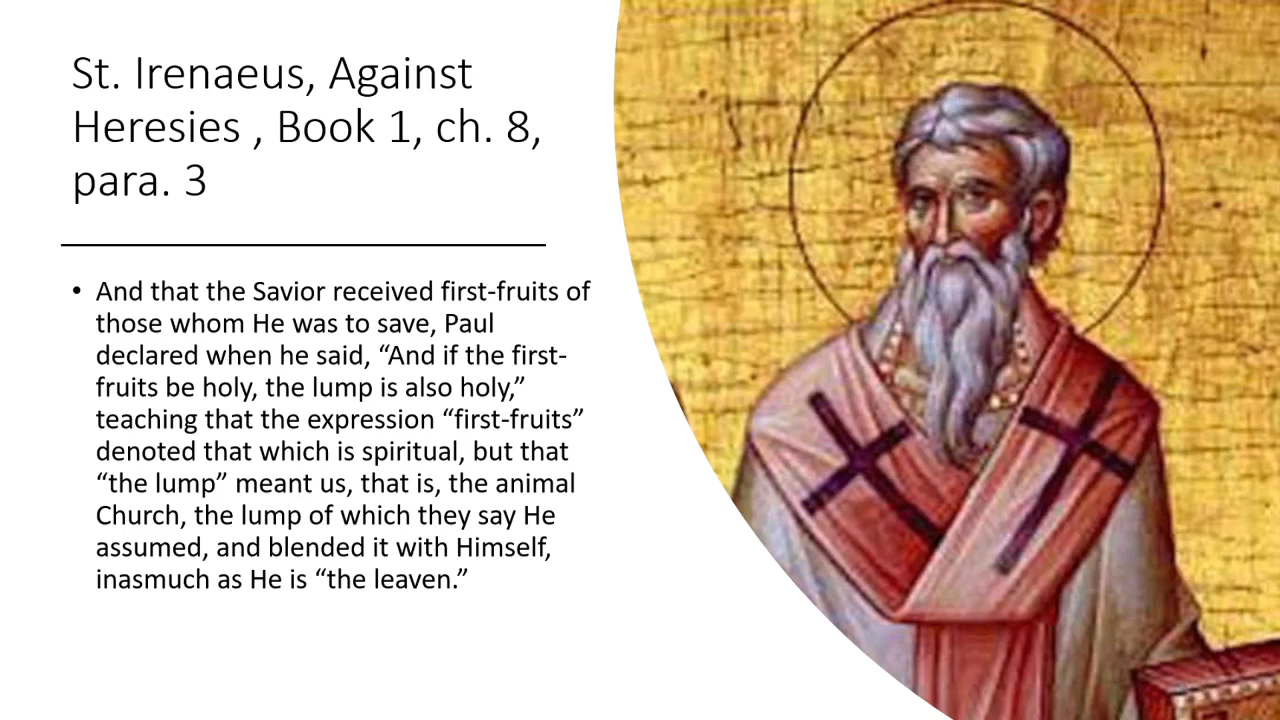 St. Irenaeus, Against
Heresies , Book 1, ch. 8,
para. 3
• And that the Savior received first-fruits of
those whom He was to save, Paul
declared when he said, “And if the first-
fruits be holy, the lump is also holy,”
teaching that the expression “first-fruits”
denoted that which is spiritual, but that
“the lump” meant us, that is, the animal
Church, the lump of which they say He
assumed, and blended it with Himself,
inasmuch as He is “the leaven.”